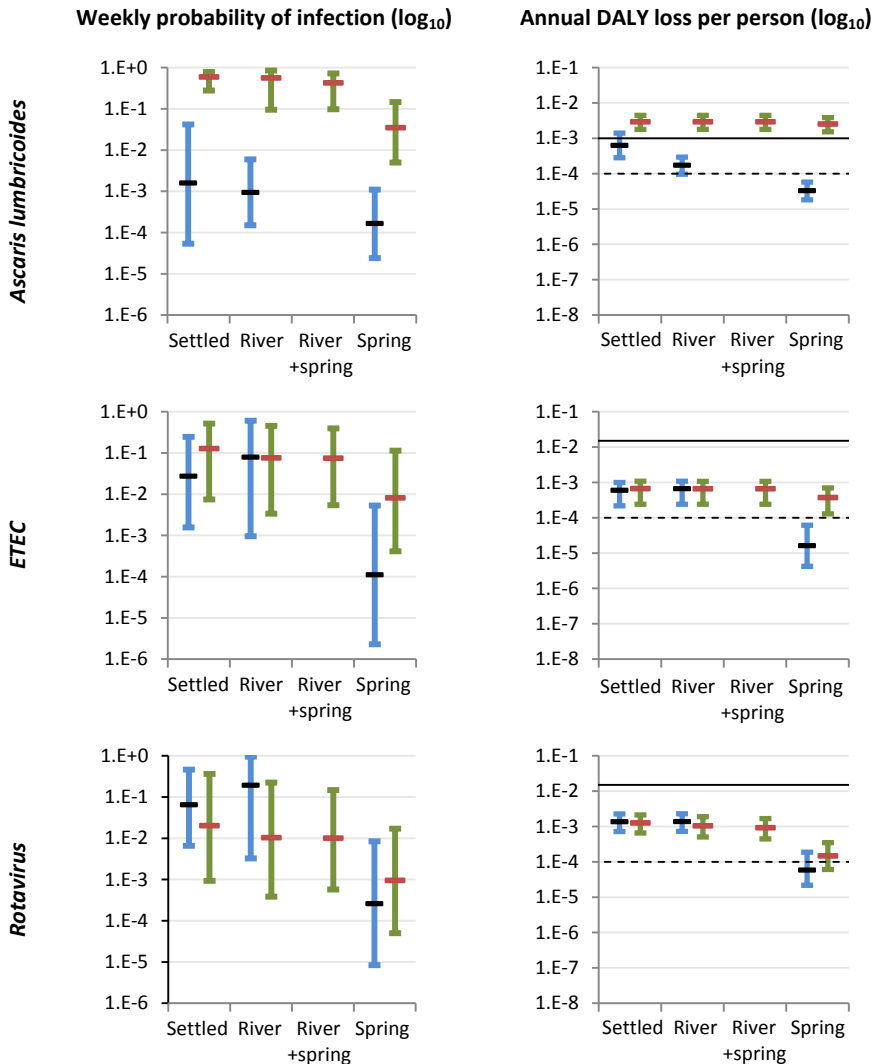 Weekly probability of infection (log10)
Annual DALY loss per person (log10)
Ascaris lumbricoides
1.E+0
1.E-1
1.E-2
1.E-3
1.E-4
1.E-5
1.E-6
Settled River River Spring
+spring
1.E-1
1.E-2
1.E-3
1.E-4
1.E-5
1.E-6
1.E-7
1.E-8
Settled River River Spring
+spring
ETEC
1.E+0
1.E-1
1.E-2
1.E-3
1.E-4
1.E-5
1.E-6
Settled River River Spring
+spring
1.E-1
1.E-2
1.E-3
1.E-4
1.E-5
1.E-6
1.E-7
1.E-8
Settled River River Spring
+spring
Rotavirus
1.E+0
1.E-1
1.E-2
1.E-3
1.E-4
1.E-5
1.E-6
Settled River River Spring
+spring
1.E-1
1.E-2
1.E-3
1.E-4
1.E-5
1.E-6
1.E-7
1.E-8
Settled River River Spring
+spring